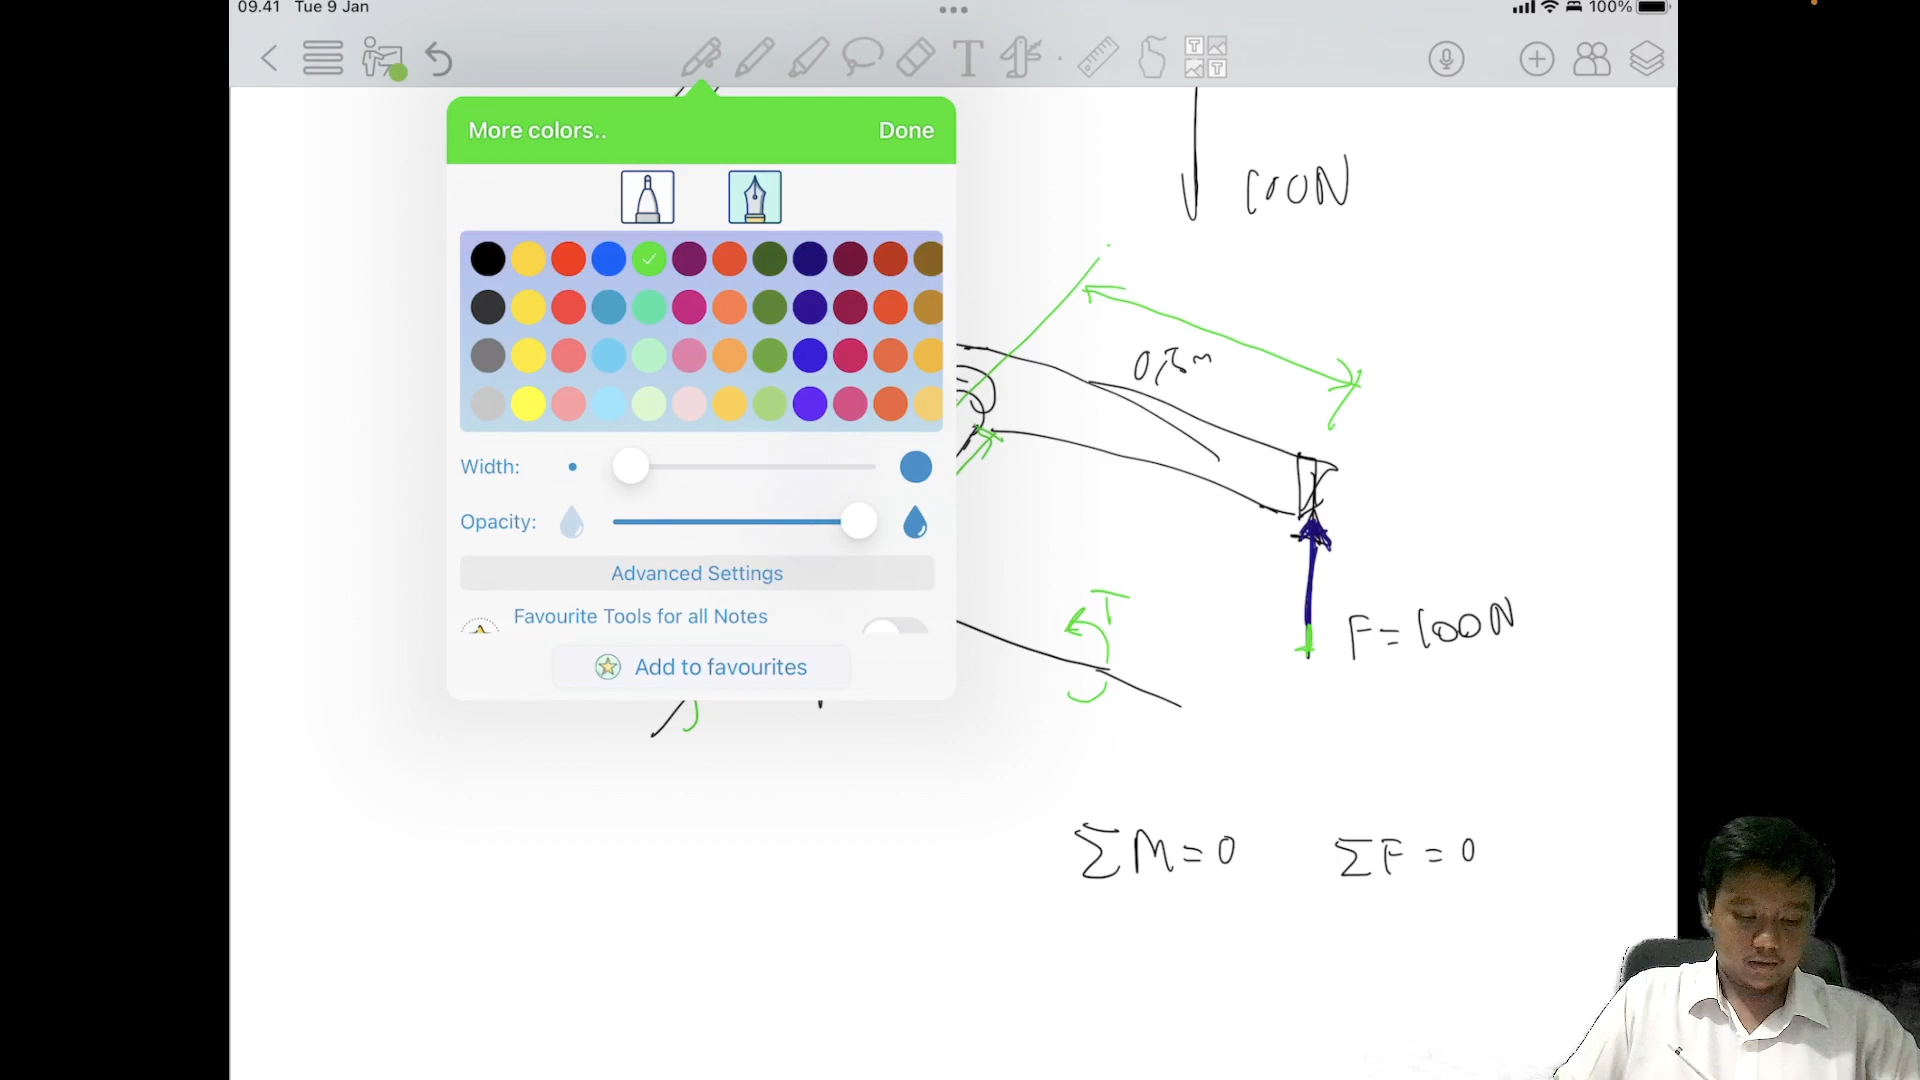 09.41 Tue 9 Jan
100%
T
More colors..
Done
100N
Width:
Opacity:
Advanced Settings
Favourite Tools for all Notes
Add to favourites
T
F = 100N
ΣM = 0
ΣF = 0